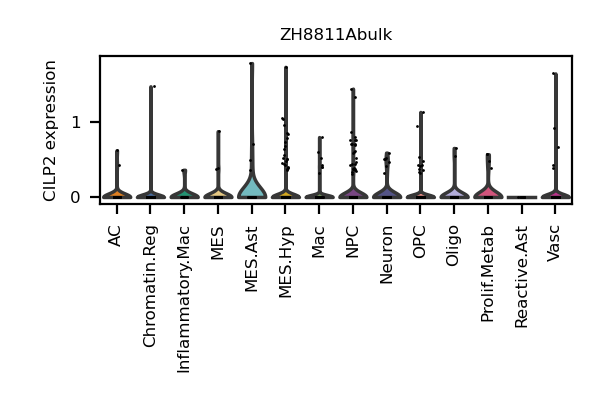 ZH8811Abulk
CILP2 expression
1
0
AC
Chromatin.Reg
Inflammatory.Mac
MES
MES.Ast
MES.Hyp
Mac
NPC
Neuron
OPC
Oligo
Prolif.Metab
Reactive.Ast
Vasc